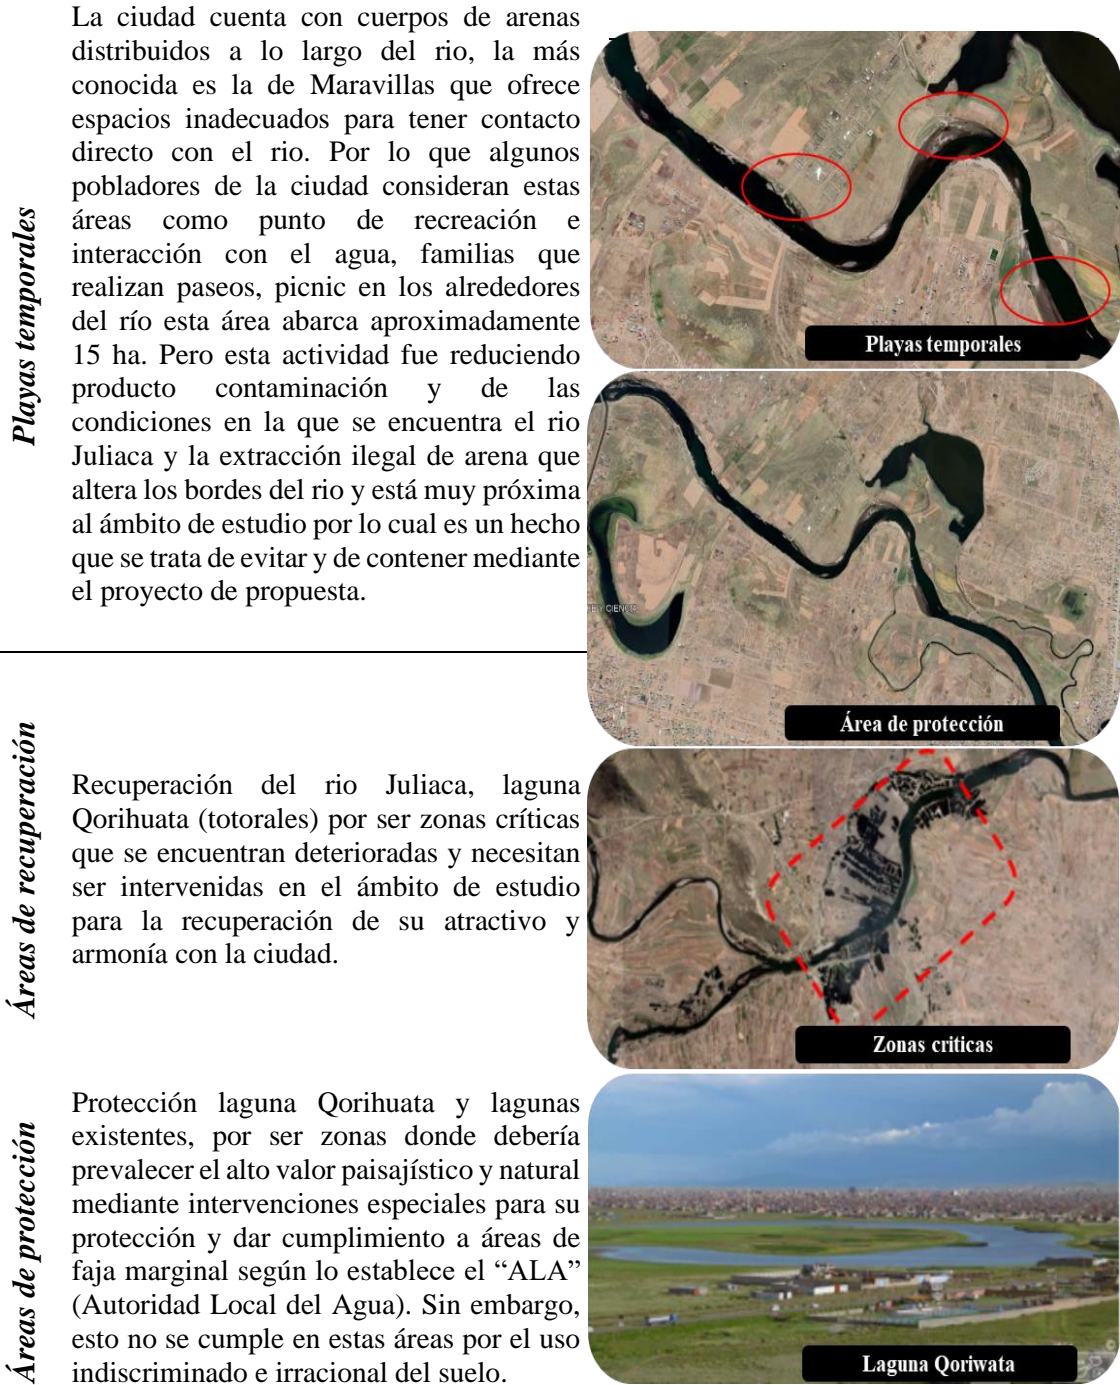 Playas temporales
La ciudad cuenta con cuerpos de arenas
distribuidos a lo largo del rio, la más
conocida es la de Maravillas que ofrece
espacios inadecuados para tener contacto
directo con el rio. Por lo que algunos
pobladores de la ciudad consideran estas
áreas como punto de recreación e
interacción con el agua, familias que
realizan paseos, picnic en los alrededores
del río esta área abarca aproximadamente
15 ha. Pero esta actividad fue reduciendo
producto contaminación y de las
condiciones en la que se encuentra el rio
Juliaca y la extracción ilegal de arena que
altera los bordes del rio y está muy próxima
al ámbito de estudio por lo cual es un hecho
que se trata de evitar y de contener mediante
el proyecto de propuesta.
Playas temporales
Área de protección
Áreas de recuperación
Recuperación del rio Juliaca, laguna
Qorihuata (totorales) por ser zonas críticas
que se encuentran deterioradas y necesitan
ser intervenidas en el ámbito de estudio
para la recuperación de su atractivo y
armonía con la ciudad.
Zonas criticas
Áreas de protección
Protección laguna Qorihuata y lagunas
existentes, por ser zonas donde debería
prevalecer el alto valor paisajístico y natural
mediante intervenciones especiales para su
protección y dar cumplimiento a áreas de
faja marginal según lo establece el “ALA”
(Autoridad Local del Agua). Sin embargo,
esto no se cumple en estas áreas por el uso
indiscriminado e irracional del suelo.
Laguna Qoriwata